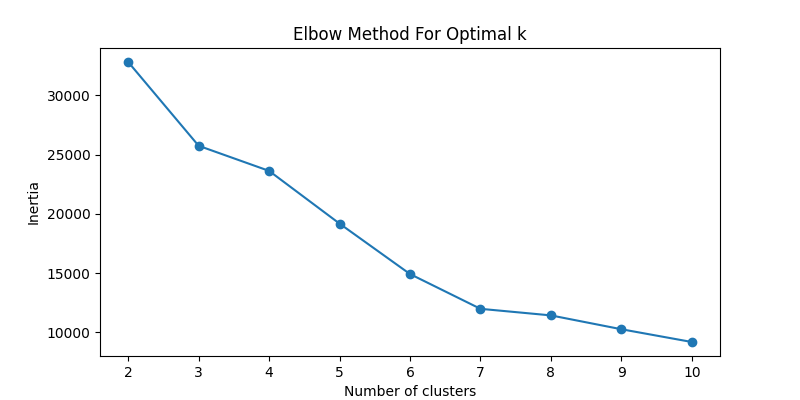 Elbow Method For Optimal k
30000
25000
20000
15000
10000
Inertia
2 3 4 5 6 7 8 9 10
Number of clusters